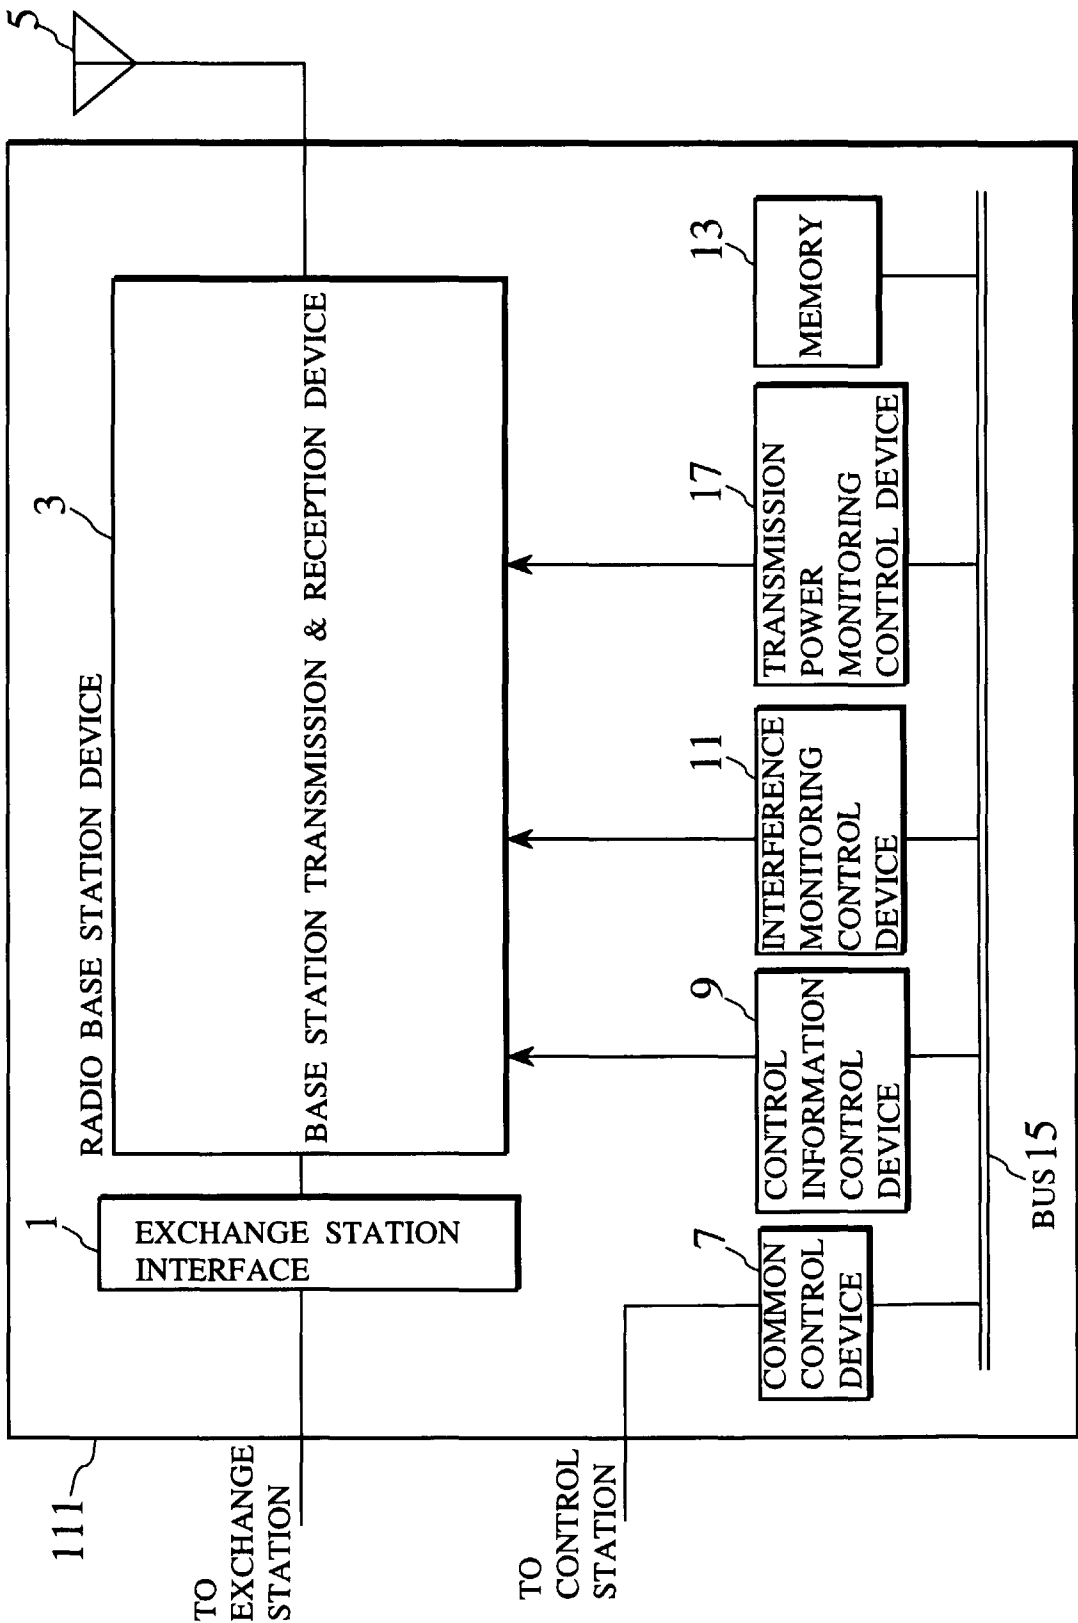 111
RADIO BASE STATION DEVICE
5
1
EXCHANGE STATION
INTERFACE
3
BASE STATION TRANSMISSION & RECEPTION DEVICE
TO
EXCHANGE
STATION
TO
CONTROL
STATION
7
COMMON
CONTROL
DEVICE
9
CONTROL
INFORMATION
CONTROL
DEVICE
11
INTERFERENCE
MONITORING
CONTROL
DEVICE
17
TRANSMISSION
POWER
MONITORING
CONTROL DEVICE
13
MEMORY
BUS 15